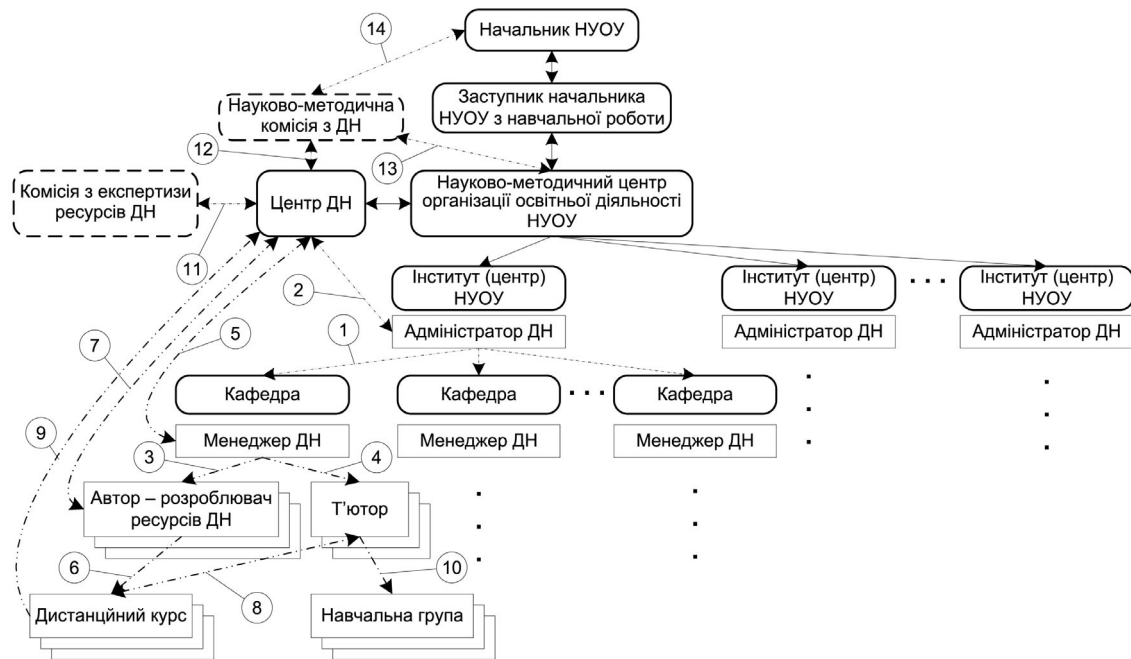 14
Начальник НУОУ
Науково-методична
комісія з ДН
Заступник начальника
НУОУ з навчальної роботи
12
13
Комісія з експертизи
ресурсів ДН
Центр ДН
Науково-методичний центр
організації освітньої діяльності
НУОУ
11
2
Інститут (центр)
НУОУ
Інститут (центр)
НУОУ
. . .
Інститут (центр)
НУОУ
Адміністратор ДН
Адміністратор ДН
Адміністратор ДН
7
5
1
Кафедра
Кафедра
. . .
Кафедра
9
Менеджер ДН
Менеджер ДН
Менеджер ДН
3
4
Автор – розроблювач
ресурсів ДН
Т’ютор
6
8
10
Дистанцйний курс
Навчальна група